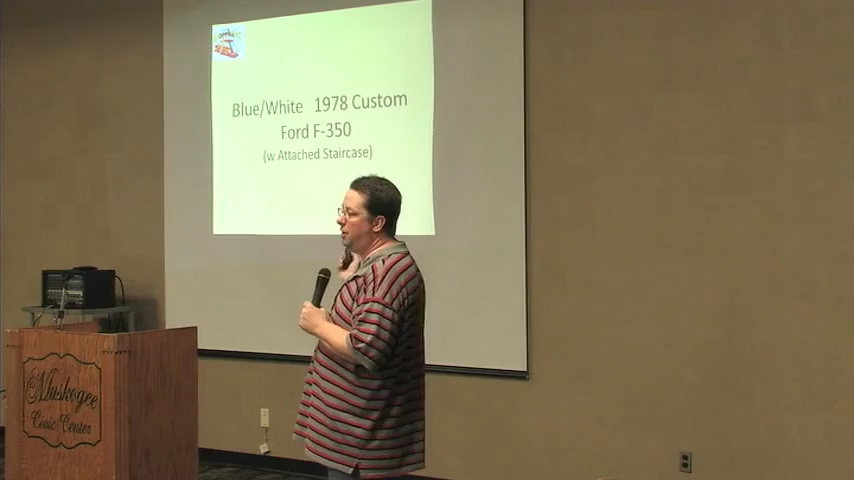 Blue/White 1978 Custom
Ford F-350
(w Attached Staircase)
Muskogee
Civic Center